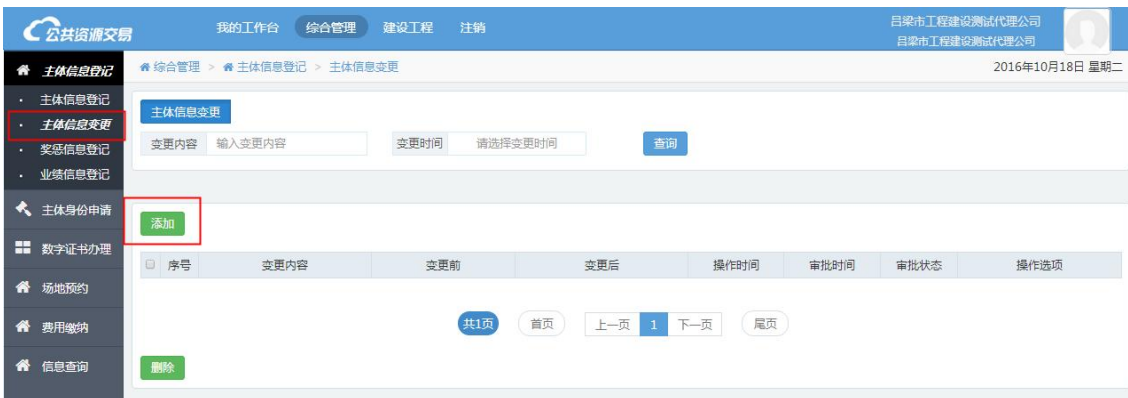 公共资源交易 我的工作台 综合管理 建设工程 注销 吕梁市工程建设测试代理公司
吕梁市工程建设测试代理公司
主体信息登记 综合管理 > 主体信息登记 > 主体信息变更 2016年10月18日 星期二
· 主体信息登记
· 主体信息变更
· 奖惩信息登记
· 业绩信息登记
主体身份申请
数字证书办理
场地预约
费用缴纳
信息查询
主体信息变更
变更内容 输入变更内容 变更时间 请选择变更时间 查询
添加
序号 变更内容 变更前 变更后 操作时间 审批时间 审批状态 操作选项
共1页 首页 上一页 1 下一页 尾页
删除